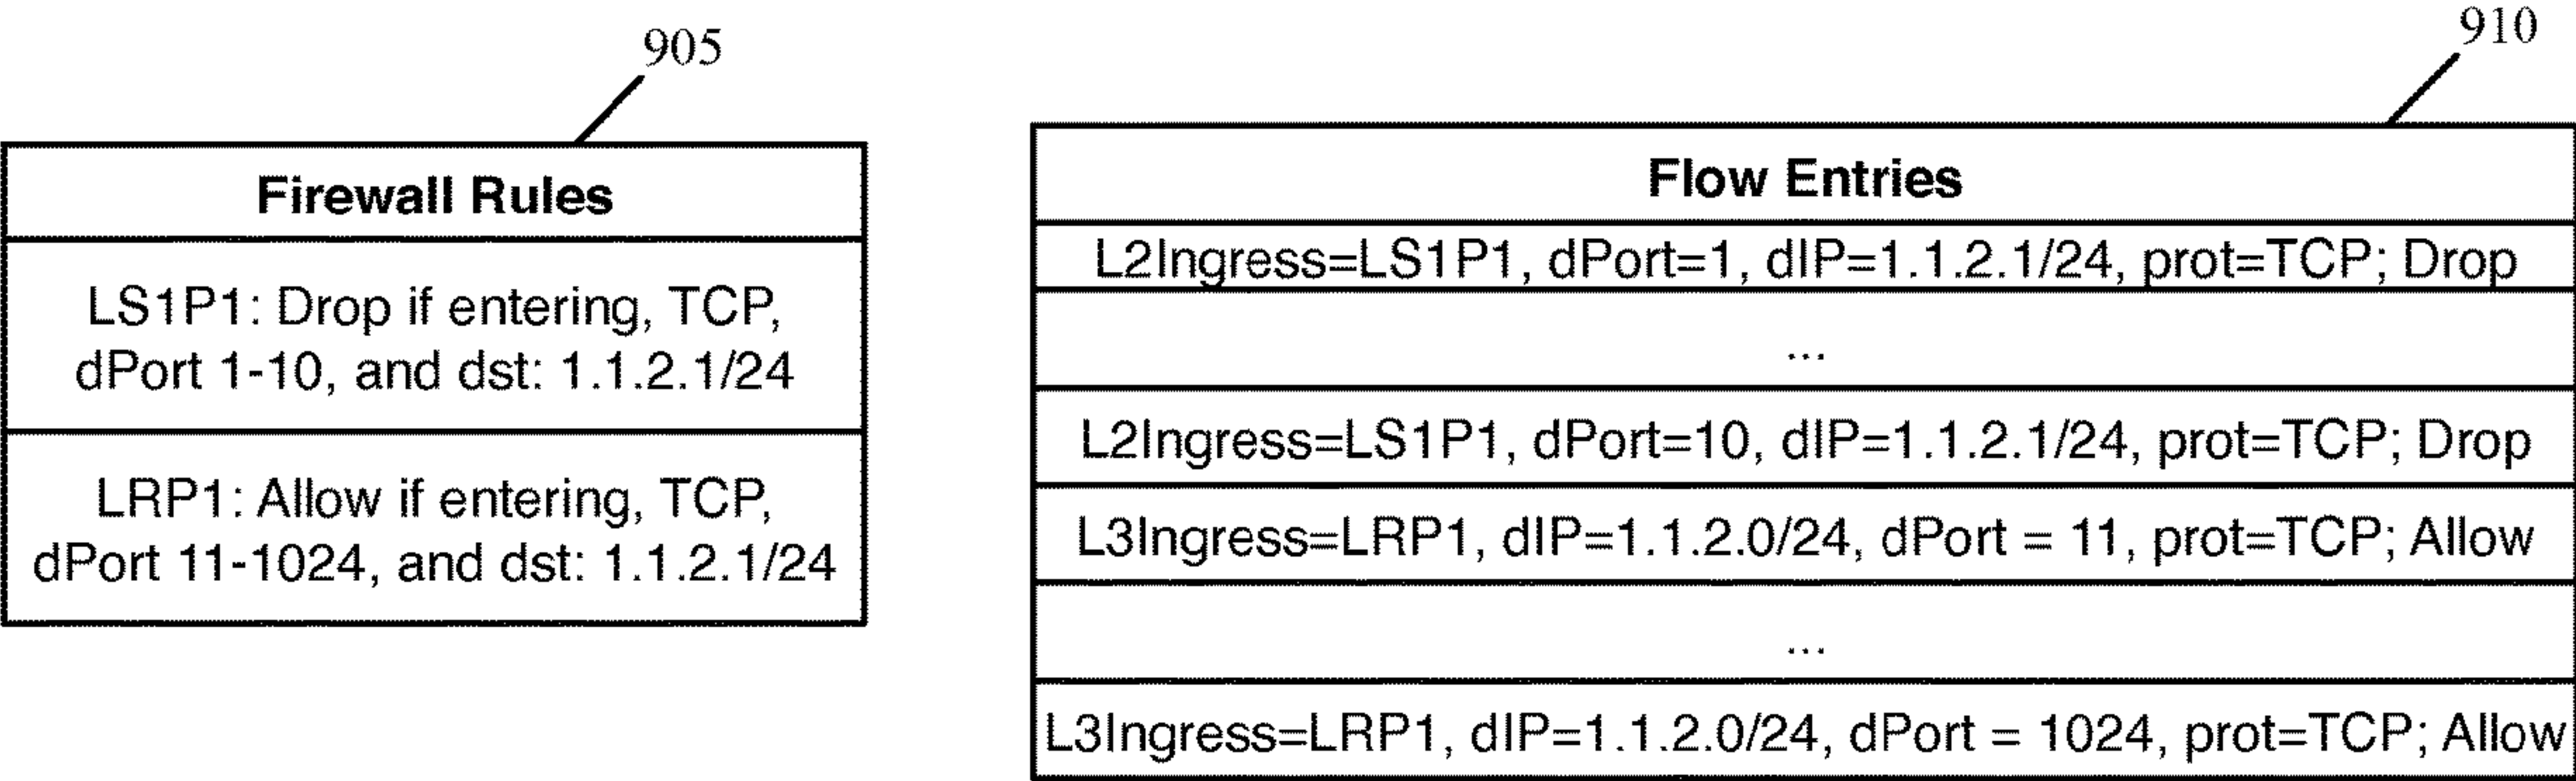 905
Firewall Rules
LS1P1: Drop if entering, TCP,
dPort 1-10, and dst: 1.1.2.1/24
LRP1: Allow if entering, TCP,
dPort 11-1024, and dst: 1.1.2.1/24
910
Flow Entries
L2Ingress=LS1P1, dPort=1, dIP=1.1.2.1/24, prot=TCP; Drop
...
L2Ingress=LS1P1, dPort=10, dIP=1.1.2.1/24, prot=TCP; Drop
L3Ingress=LRP1, dIP=1.1.2.0/24, dPort = 11, prot=TCP; Allow
...
L3Ingress=LRP1, dIP=1.1.2.0/24, dPort = 1024, prot=TCP; Allow